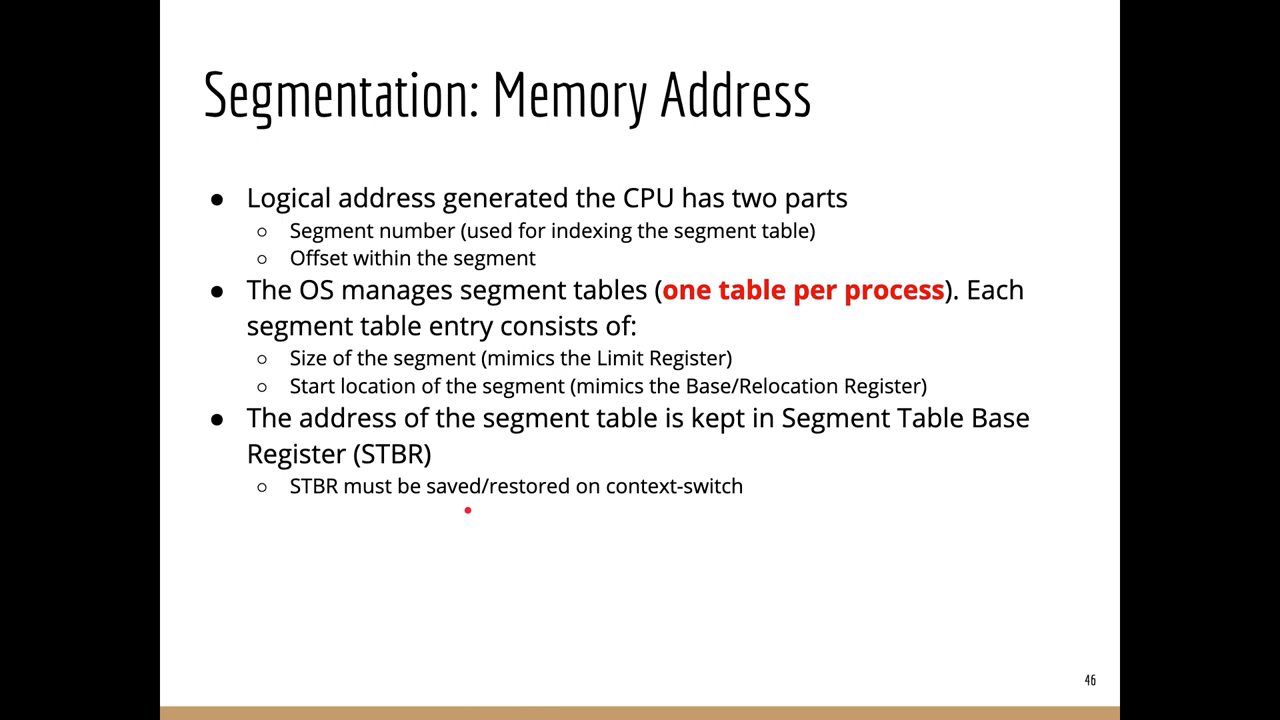 Segmentation: Memory Address
● Logical address generated the CPU has two parts
○ Segment number (used for indexing the segment table)
○ Offset within the segment
● The OS manages segment tables (one table per process). Each
segment table entry consists of:
○ Size of the segment (mimics the Limit Register)
○ Start location of the segment (mimics the Base/Relocation Register)
● The address of the segment table is kept in Segment Table Base
Register (STBR)
○ STBR must be saved/restored on context-switch
46